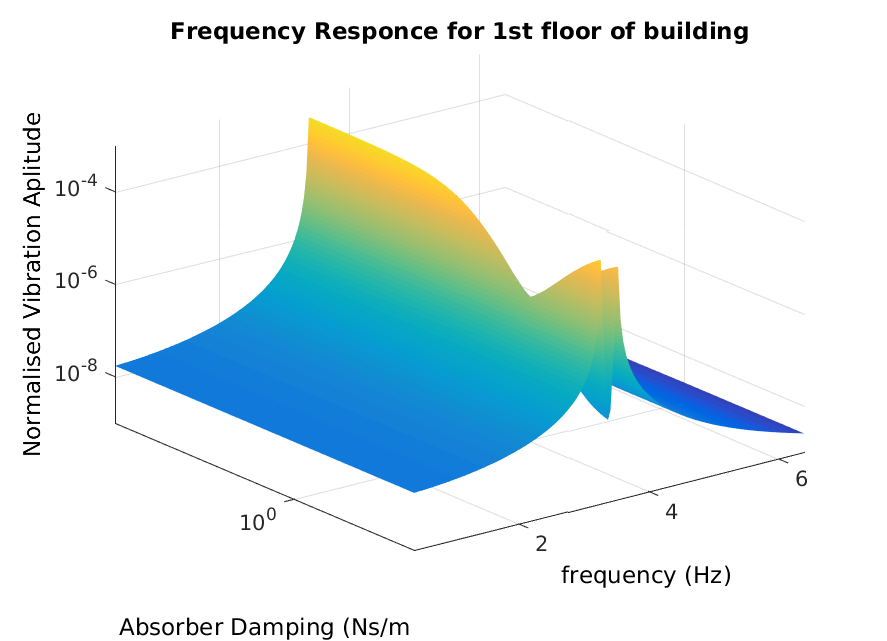 Frequency Responce for 1st floor of building
Normalised Vibration Aplitude
10^-4
10^-6
10^-8
10^0
2
4
6
frequency (Hz)
Absorber Damping (Ns/m